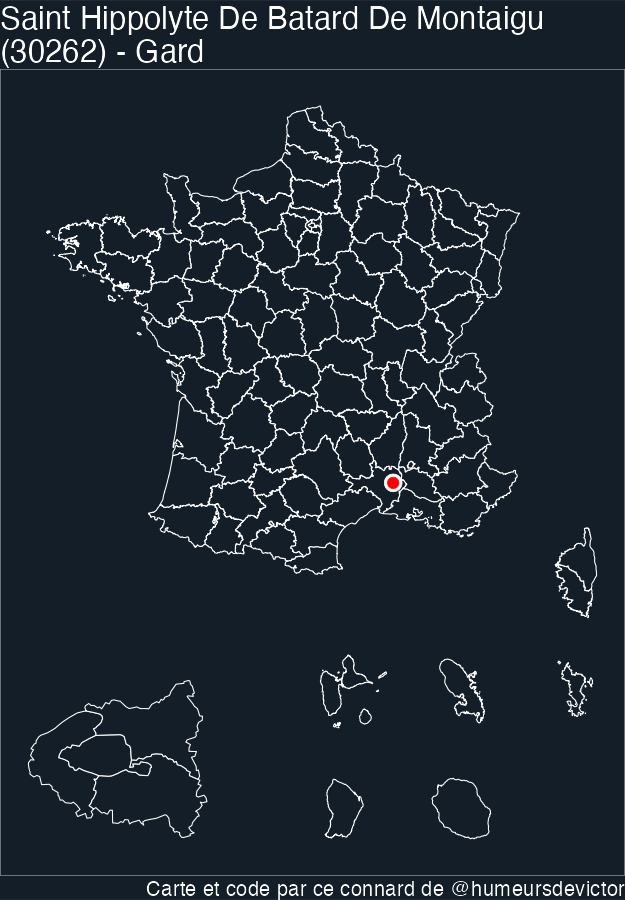 Saint Hippolyte De Batard De Montaigu
(30262) - Gard
Carte et code par ce connard de @humeursdevictor